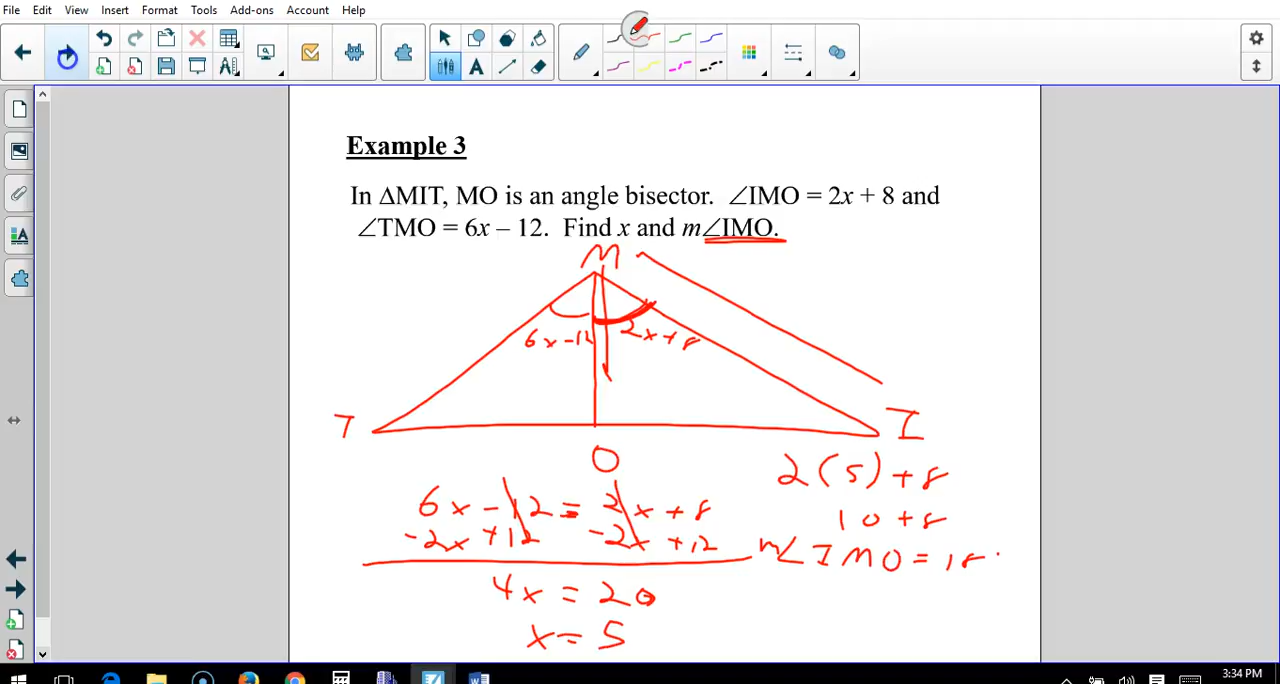 File Edit View Insert Format Tools Add-ons Account Help
Example 3
In ΔMIT, MO is an angle bisector. ∠IMO = 2x + 8 and
∠TMO = 6x – 12. Find x and m∠IMO.
M
6x-12 2x+8
T I
O
2(5)+8
6x-12 = 2x+8
10+8
-2x +12 -2x +12
m∠IMO = 18
4x = 20
x = 5
3:34 PM